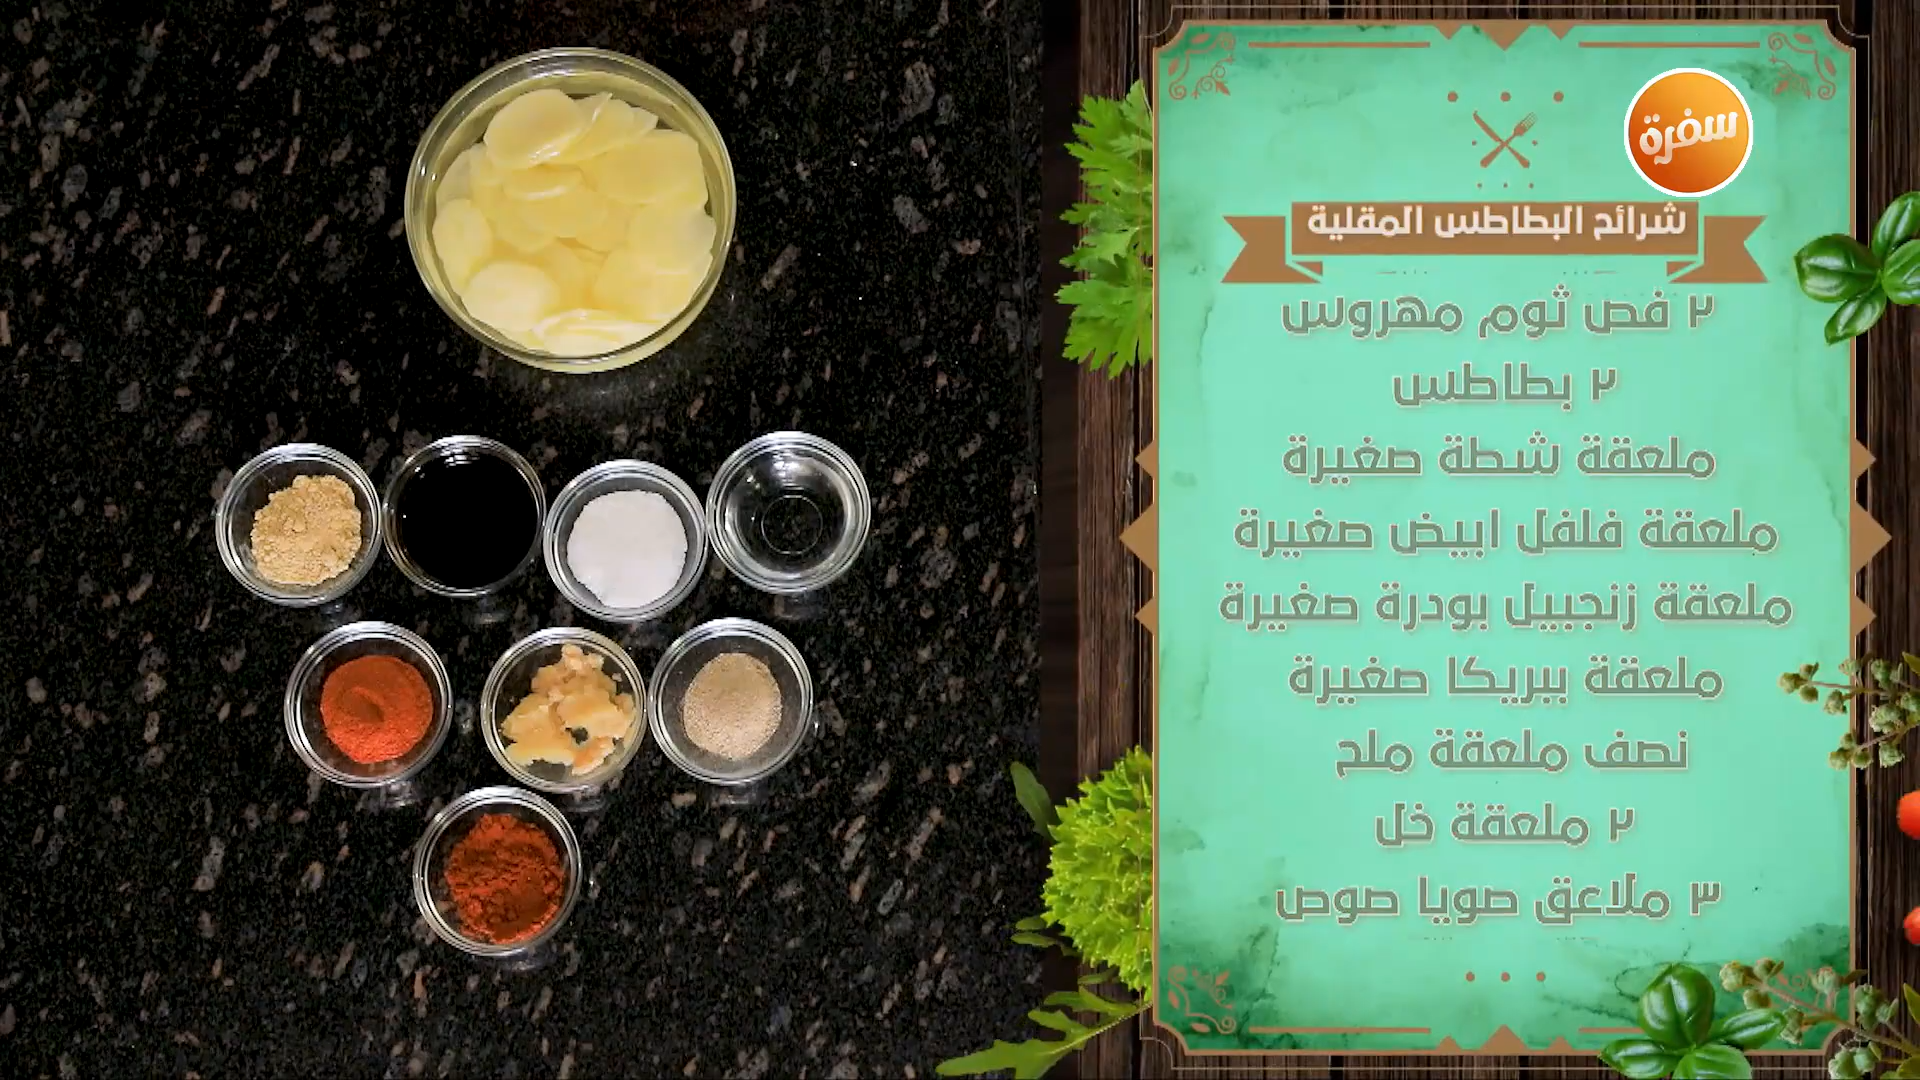 سفرة
شرائح البطاطس المقلية
٢ فص ثوم مهروس
٢ بطاطس
ملعقة شطة صغيرة
ملعقة فلفل ابيض صغيرة
ملعقة زنجبيل بودرة صغيرة
ملعقة ببريكا صغيرة
نصف ملعقة ملح
٢ ملعقة خل
٣ ملاعق صويا صوص